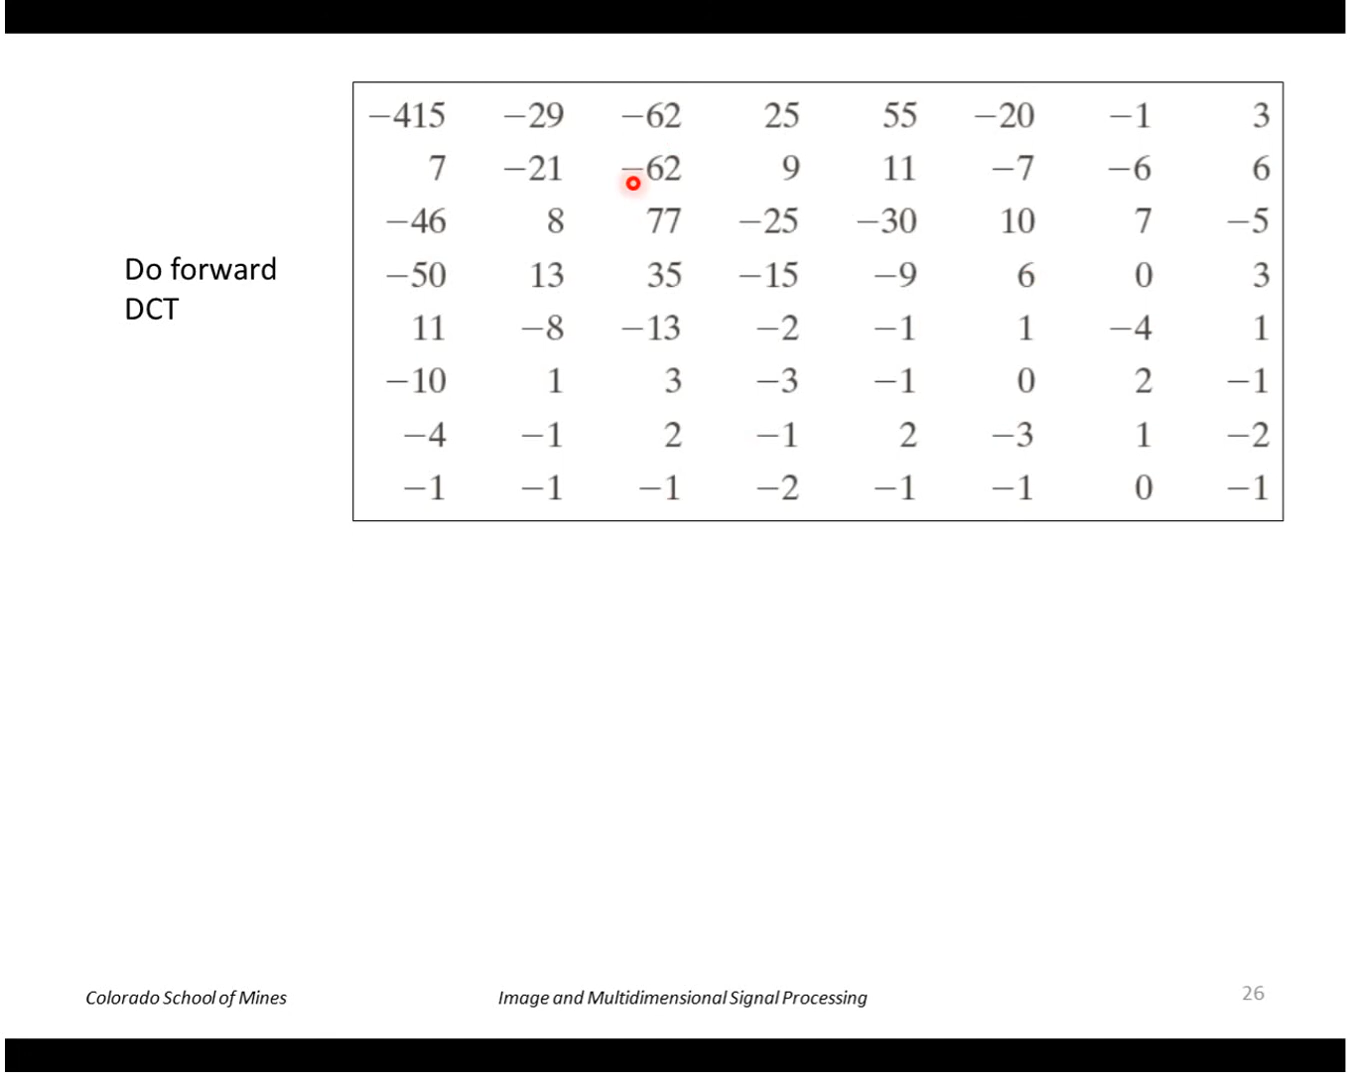 −415 −29 −62 25 55 −20 −1 3
7 −21 −62 9 11 −7 −6 6
−46 8 77 −25 −30 10 7 −5
Do forward
DCT
−50 13 35 −15 −9 6 0 3
11 −8 −13 −2 −1 1 −4 1
−10 1 3 −3 −1 0 2 −1
−4 −1 2 −1 2 −3 1 −2
−1 −1 −1 −2 −1 −1 0 −1
Colorado School of Mines
Image and Multidimensional Signal Processing
26